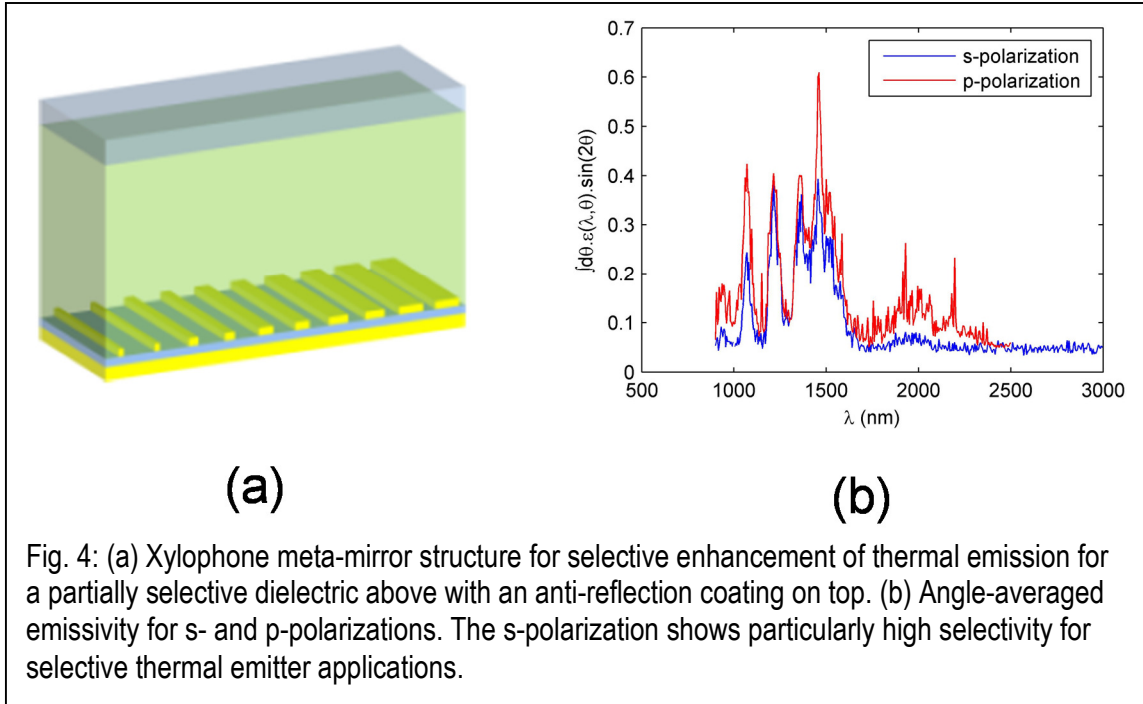 s-polarization
p-polarization
0.7
0.6
0.5
0.4
0.3
0.2
0.1
0
∫dθ.ε(λ,θ).sin(2θ)
500 1000 1500 2000 2500 3000
λ (nm)
(a)
(b)
Fig. 4: (a) Xylophone meta-mirror structure for selective enhancement of thermal emission for
a partially selective dielectric above with an anti-reflection coating on top. (b) Angle-averaged
emissivity for s- and p-polarizations. The s-polarization shows particularly high selectivity for
selective thermal emitter applications.